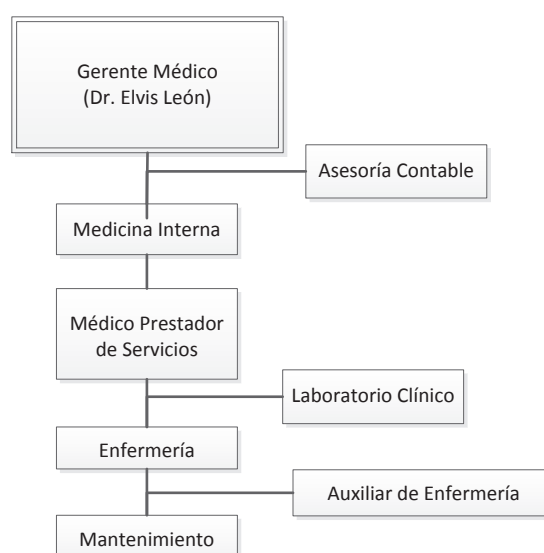 Gerente Médico
(Dr. Elvis León)
Asesoría Contable
Medicina Interna
Médico Prestador
de Servicios
Laboratorio Clínico
Enfermería
Auxiliar de Enfermería
Mantenimiento